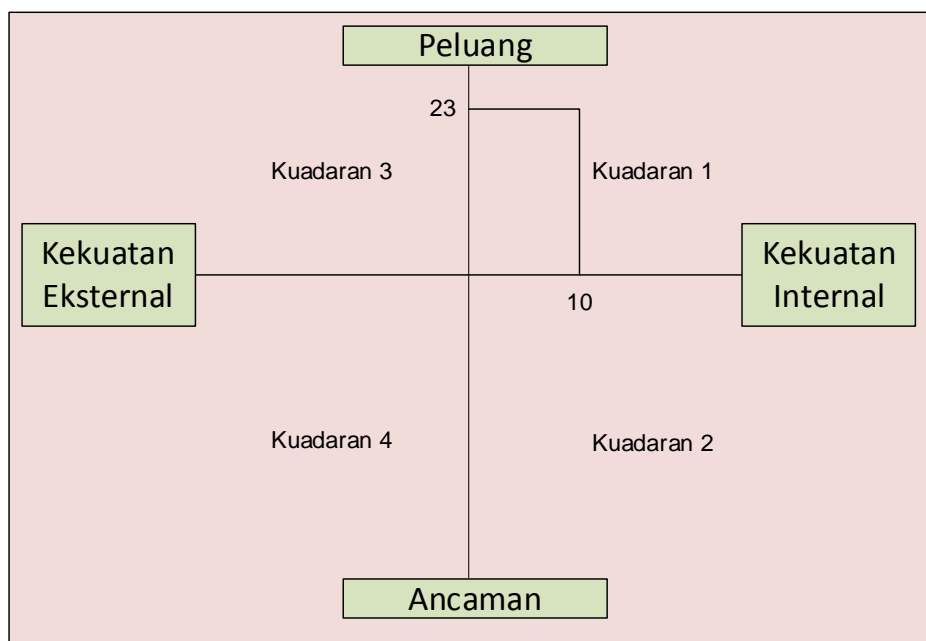 Peluang
23
Kuadaran 3
Kuadaran 1
Kekuatan
Eksternal
Kekuatan
Internal
10
Kuadaran 4
Kuadaran 2
Ancaman